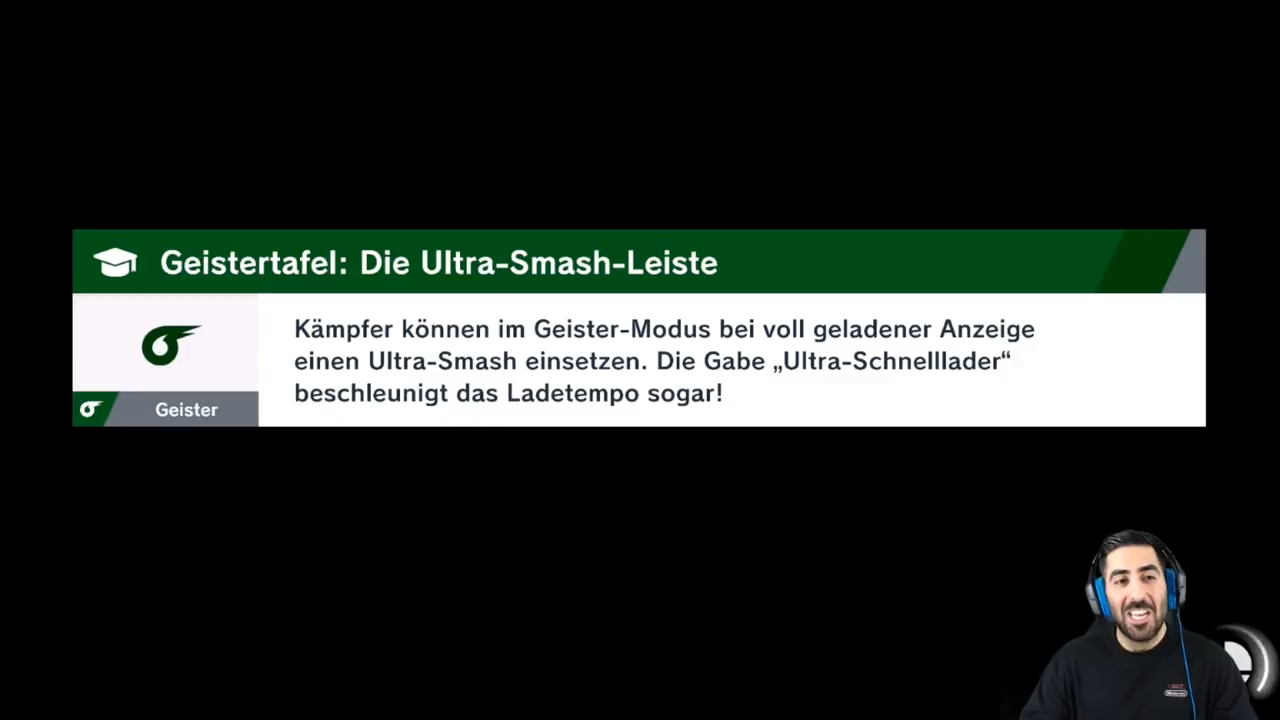 Geistertafel: Die Ultra-Smash-Leiste
Kämpfer können im Geister-Modus bei voll geladener Anzeige
einen Ultra-Smash einsetzen. Die Gabe „Ultra-Schnelllader“
beschleunigt das Ladetempo sogar!
Geister
Nintendo